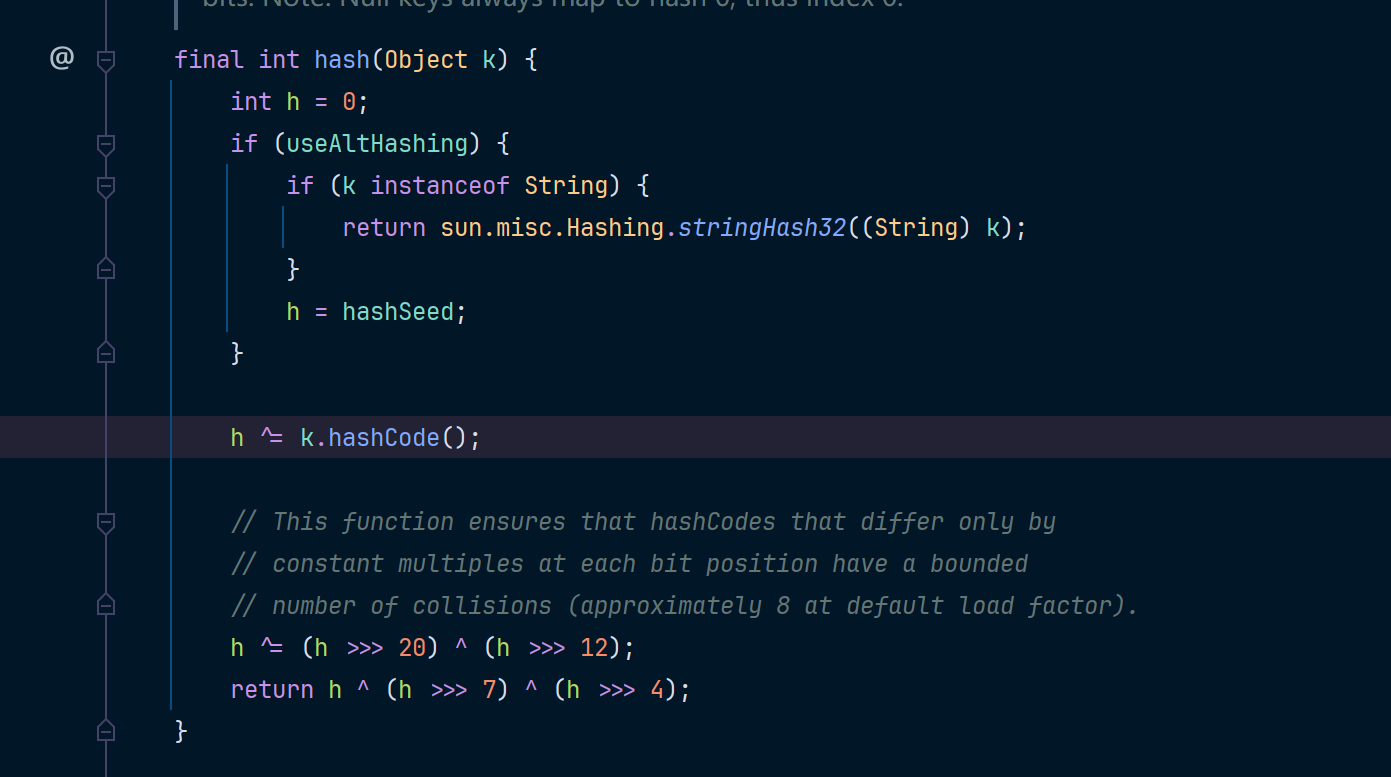 bits. Note: Null keys always map to hash 0, thus index 0.
@
final int hash(Object k) {
int h = 0;
if (useAltHashing) {
if (k instanceof String) {
return sun.misc.Hashing.stringHash32((String) k);
}
h = hashSeed;
}
h ^= k.hashCode();
// This function ensures that hashCodes that differ only by
// constant multiples at each bit position have a bounded
// number of collisions (approximately 8 at default load factor).
h ^= (h >>> 20) ^ (h >>> 12);
return h ^ (h >>> 7) ^ (h >>> 4);
}